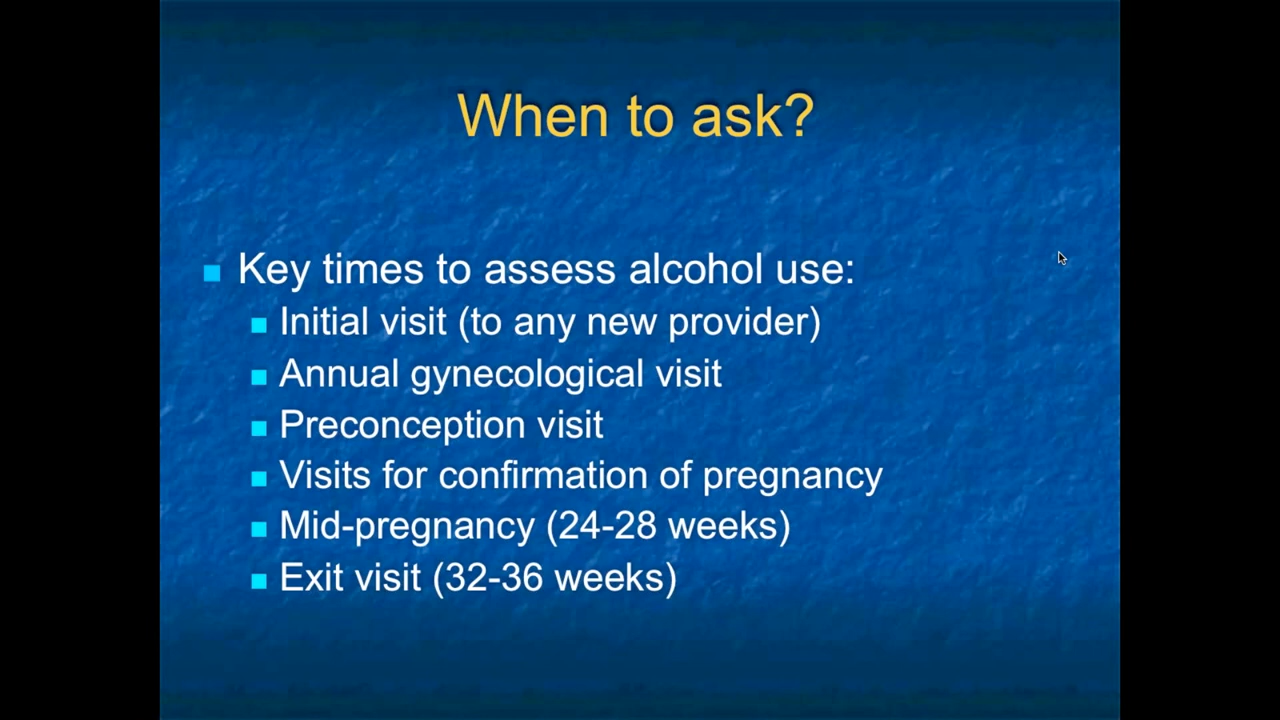 When to ask?
Key times to assess alcohol use:
Initial visit (to any new provider)
Annual gynecological visit
Preconception visit
Visits for confirmation of pregnancy
Mid-pregnancy (24-28 weeks)
Exit visit (32-36 weeks)